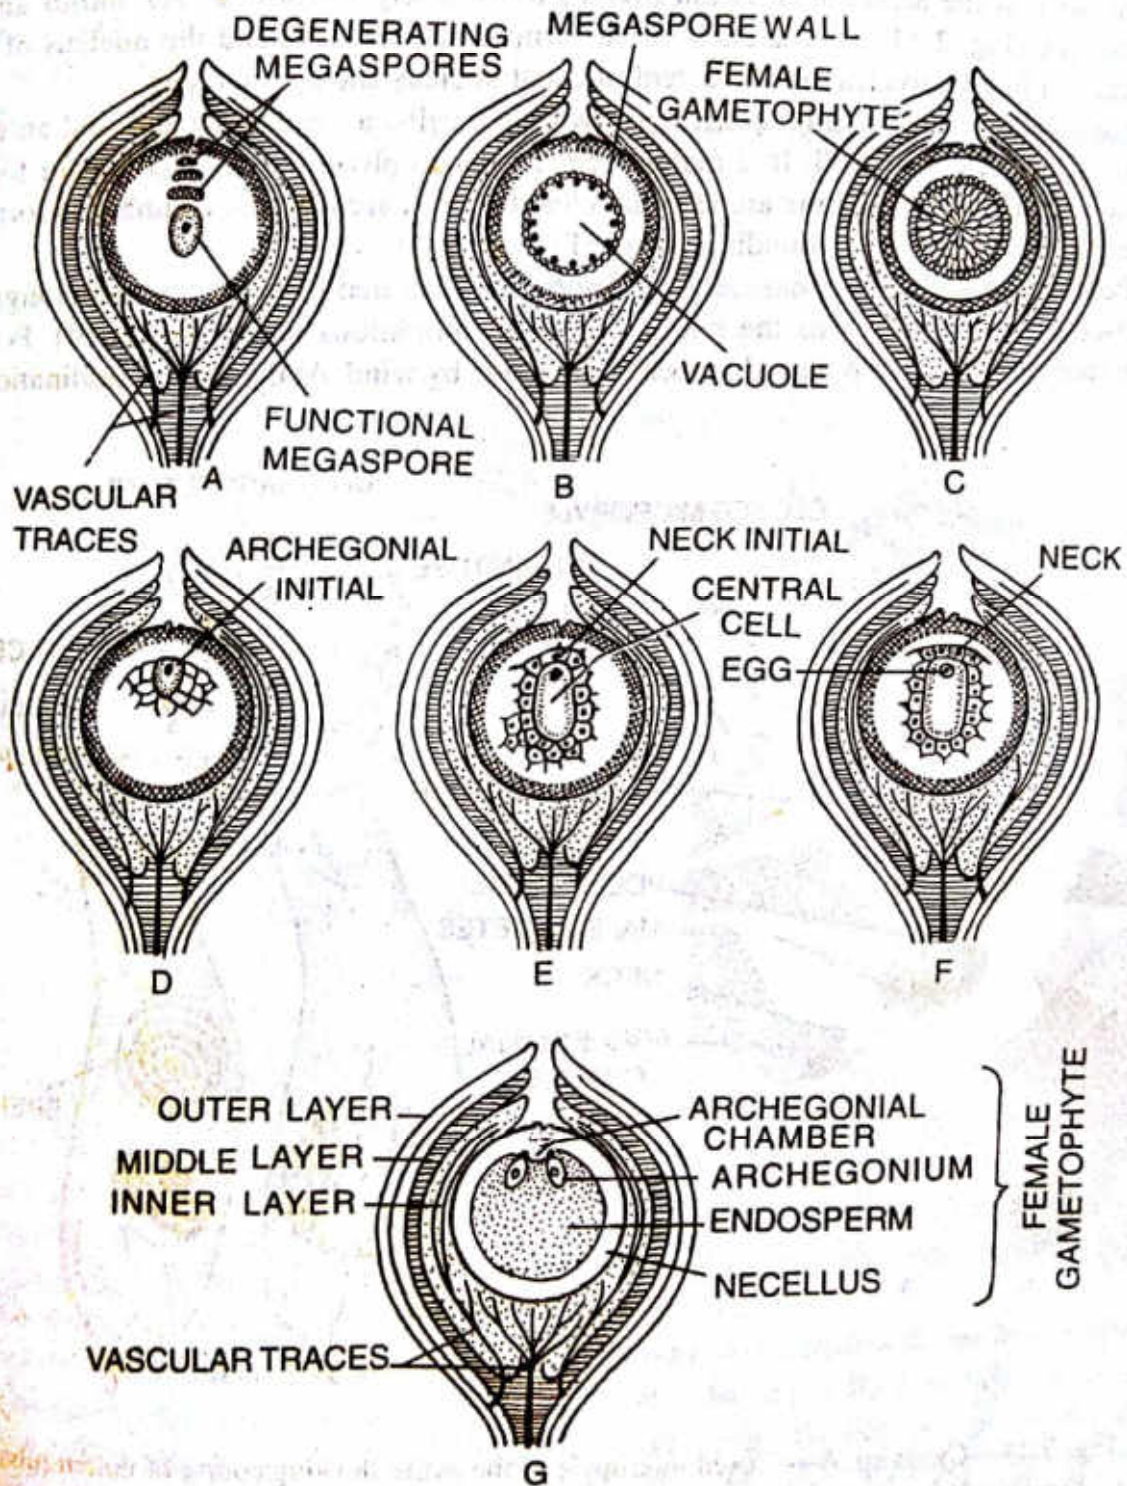 DEGENERATING
MEGASPORES
MEGASPORE WALL
FEMALE
GAMETOPHYTE
VACUOLE
FUNCTIONAL
MEGASPORE
VASCULAR
TRACES
A
B
C
ARCHEGONIAL
INITIAL
NECK INITIAL
CENTRAL
CELL
EGG
NECK
D
E
F
OUTER LAYER
MIDDLE LAYER
INNER LAYER
VASCULAR TRACES
ARCHEGONIAL
CHAMBER
ARCHEGONIUM
ENDOSPERM
NECELLUS
FEMALE
GAMETOPHYTE
G